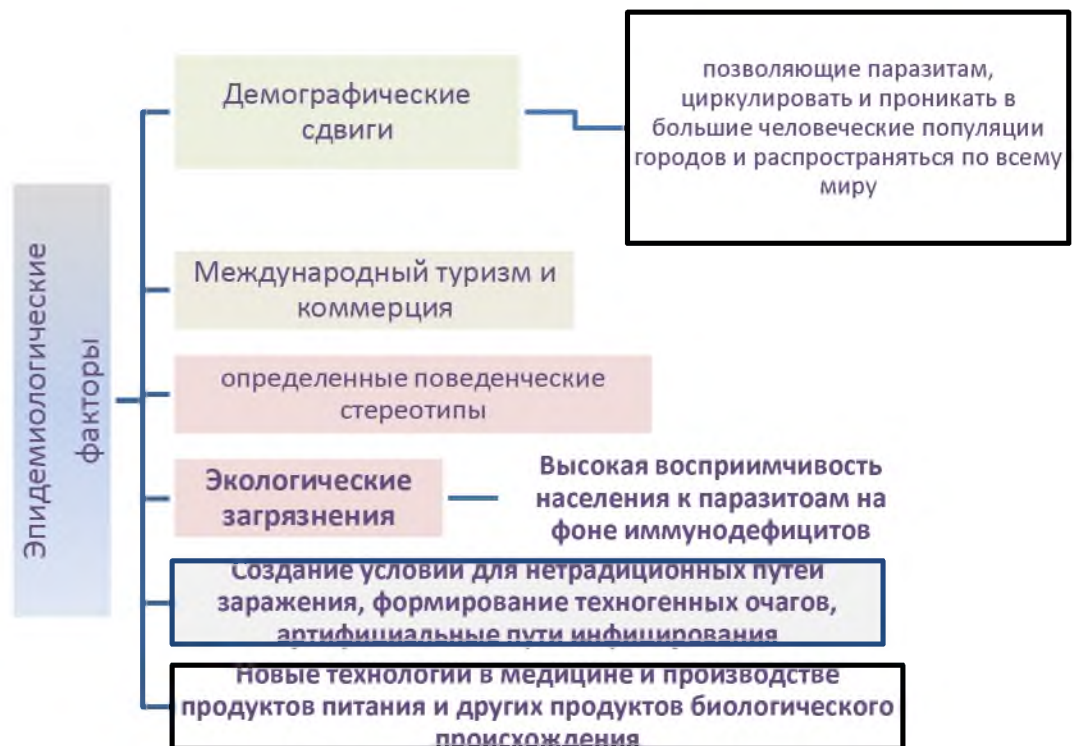 Эпидемиологические
факторы
Демографические
сдвиги
позволяющие паразитам,
циркулировать и проникать в
большие человеческие популяции
городов и распространяться по всему
миру
Международный туризм и
коммерция
определенные поведенческие
стереотипы
Экологические
загрязнения
Высокая восприимчивость
населения к паразитоам на
фоне иммунодефицитов
Создание условий для нетрадиционных путей
заражения, формирование техногенных очагов,
артифициальные пути инфицирования
Новые технологии в медицине и производстве
продуктов питания и других продуктов биологического
происхождения